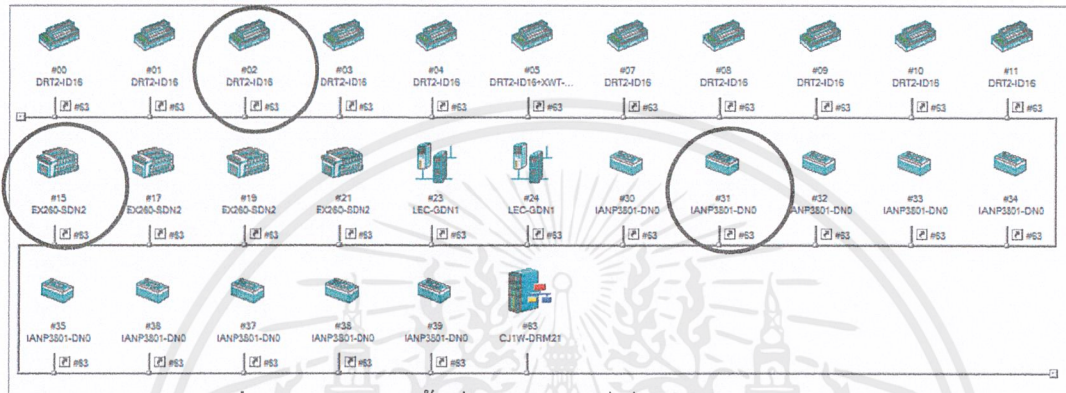 #00 #01 #02 #03 #04 #05 #07 #08 #09 #10 #11
DRT2-ID16 DRT2-ID16 DRT2-ID16 DRT2-ID16 DRT2-ID16 DRT2-ID16+XWT-... DRT2-ID16 DRT2-ID16 DRT2-ID16 DRT2-ID16 DRT2-ID16
#63 #63 #63 #63 #63 #63 #63 #63 #63 #63 #63
#15 #17 #19 #21 #23 #24 #30 #31 #32 #33 #34
EX260-SDN2 EX260-SDN2 EX260-SDN2 EX260-SDN2 LEC-GDN1 LEC-GDN1 IANP3801-DN0 IANP3801-DN0 IANP3801-DN0 IANP3801-DN0 IANP3801-DN0
#63 #63 #63 #63 #63 #63 #63 #63 #63 #63 #63
#35 #36 #37 #38 #39 #63
IANP3801-DN0 IANP3801-DN0 IANP3801-DN0 IANP3801-DN0 IANP3801-DN0 CJ1W-DRM21
#63 #63 #63 #63 #63